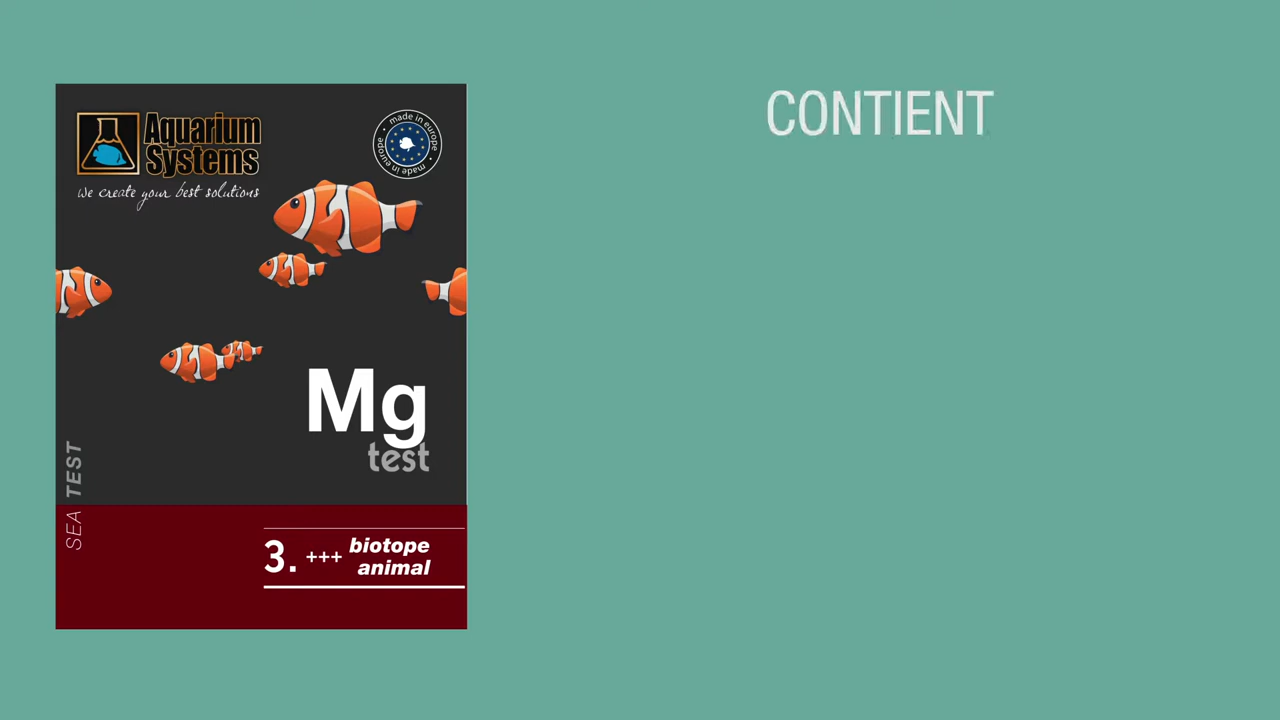 Aquarium
Systems
we create your best solutions
made in europe • made in europe •
CONTIENT
Mg
test
SEA TEST
3. +++ biotope
animal